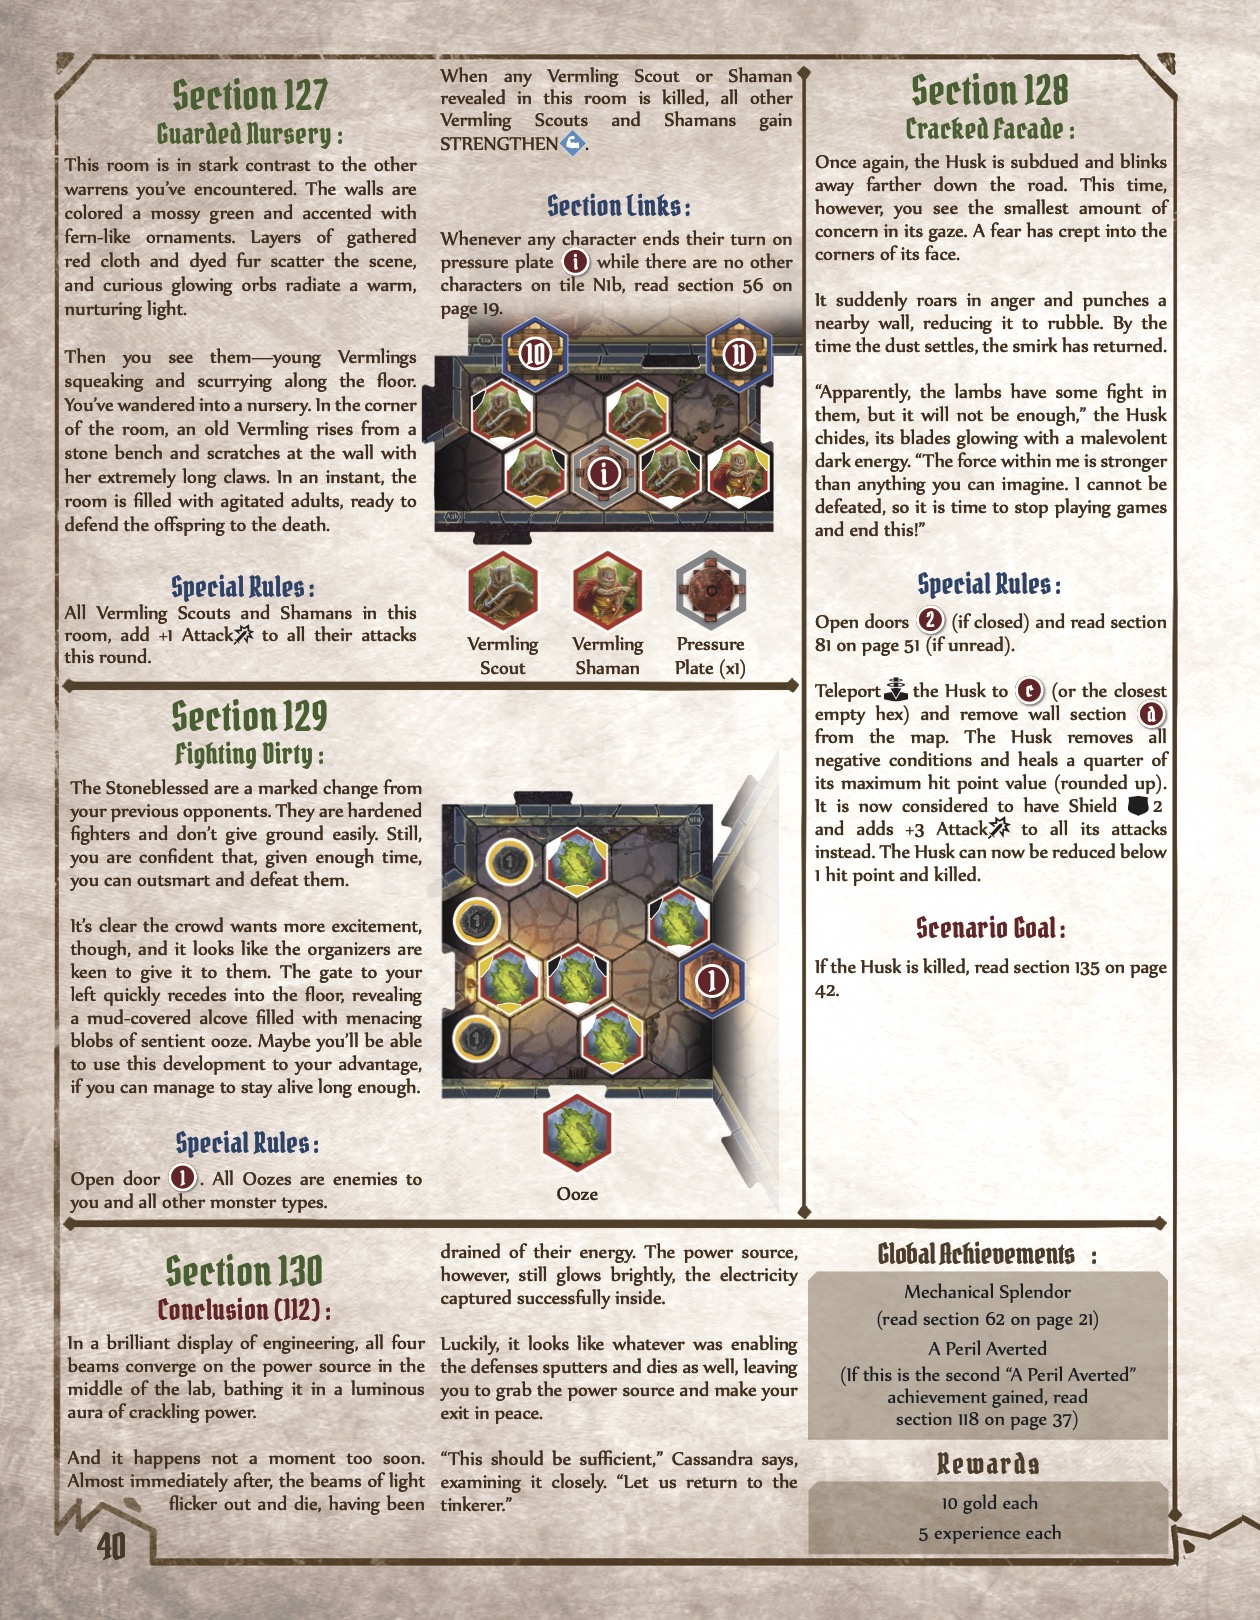 Section 127
Guarded Nursery :
This room is in stark contrast to the other
warrens you’ve encountered. The walls are
colored a mossy green and accented with
fern-like ornaments. Layers of gathered
red cloth and dyed fur scatter the scene,
and curious glowing orbs radiate a warm,
nurturing light.
Then you see them—young Vermlings
squeaking and scurrying along the floor.
You’ve wandered into a nursery. In the corner
of the room, an old Vermling rises from a
stone bench and scratches at the wall with
her extremely long claws. In an instant, the
room is filled with agitated adults, ready to
defend the offspring to the death.
Special Rules :
All Vermling Scouts and Shamans in this
room, add +1 Attack to all their attacks
this round.
When any Vermling Scout or Shaman
revealed in this room is killed, all other
Vermling Scouts and Shamans gain
STRENGTHEN .
Section Links :
Whenever any character ends their turn on
pressure plate i while there are no other
characters on tile N1b, read section 56 on
page 19.
10
11
i
A3b
Vermling
Scout
Vermling
Shaman
Pressure
Plate (x1)
Section 129
Fighting Dirty :
The Stoneblessed are a marked change from
your previous opponents. They are hardened
fighters and don’t give ground easily. Still,
you are confident that, given enough time,
you can outsmart and defeat them.
It’s clear the crowd wants more excitement,
though, and it looks like the organizers are
keen to give it to them. The gate to your
left quickly recedes into the floor, revealing
a mud-covered alcove filled with menacing
blobs of sentient ooze. Maybe you’ll be able
to use this development to your advantage,
if you can manage to stay alive long enough.
Special Rules :
Open door 1 . All Oozes are enemies to
you and all other monster types.
1
1
1
1
Ooze
Section 128
Cracked Facade :
Once again, the Husk is subdued and blinks
away farther down the road. This time,
however, you see the smallest amount of
concern in its gaze. A fear has crept into the
corners of its face.
It suddenly roars in anger and punches a
nearby wall, reducing it to rubble. By the
time the dust settles, the smirk has returned.
“Apparently, the lambs have some fight in
them, but it will not be enough,” the Husk
chides, its blades glowing with a malevolent
dark energy. “The force within me is stronger
than anything you can imagine. I cannot be
defeated, so it is time to stop playing games
and end this!”
Special Rules :
Open doors 2 (if closed) and read section
81 on page 51 (if unread).
Teleport the Husk to c (or the closest
empty hex) and remove wall section d
from the map. The Husk removes all
negative conditions and heals a quarter of
its maximum hit point value (rounded up).
It is now considered to have Shield 2
and adds +3 Attack to all its attacks
instead. The Husk can now be reduced below
1 hit point and killed.
Scenario Goal :
If the Husk is killed, read section 135 on page
42.
Section 130
Conclusion (112) :
In a brilliant display of engineering, all four
beams converge on the power source in the
middle of the lab, bathing it in a luminous
aura of crackling power.
And it happens not a moment too soon.
Almost immediately after, the beams of light
flicker out and die, having been
drained of their energy. The power source,
however, still glows brightly, the electricity
captured successfully inside.
Luckily, it looks like whatever was enabling
the defenses sputters and dies as well, leaving
you to grab the power source and make your
exit in peace.
“This should be sufficient,” Cassandra says,
examining it closely. “Let us return to the
tinkerer.”
Global Achievements :
Mechanical Splendor
(read section 62 on page 21)
A Peril Averted
(If this is the second “A Peril Averted”
achievement gained, read
section 118 on page 37)
Rewards
10 gold each
5 experience each
40